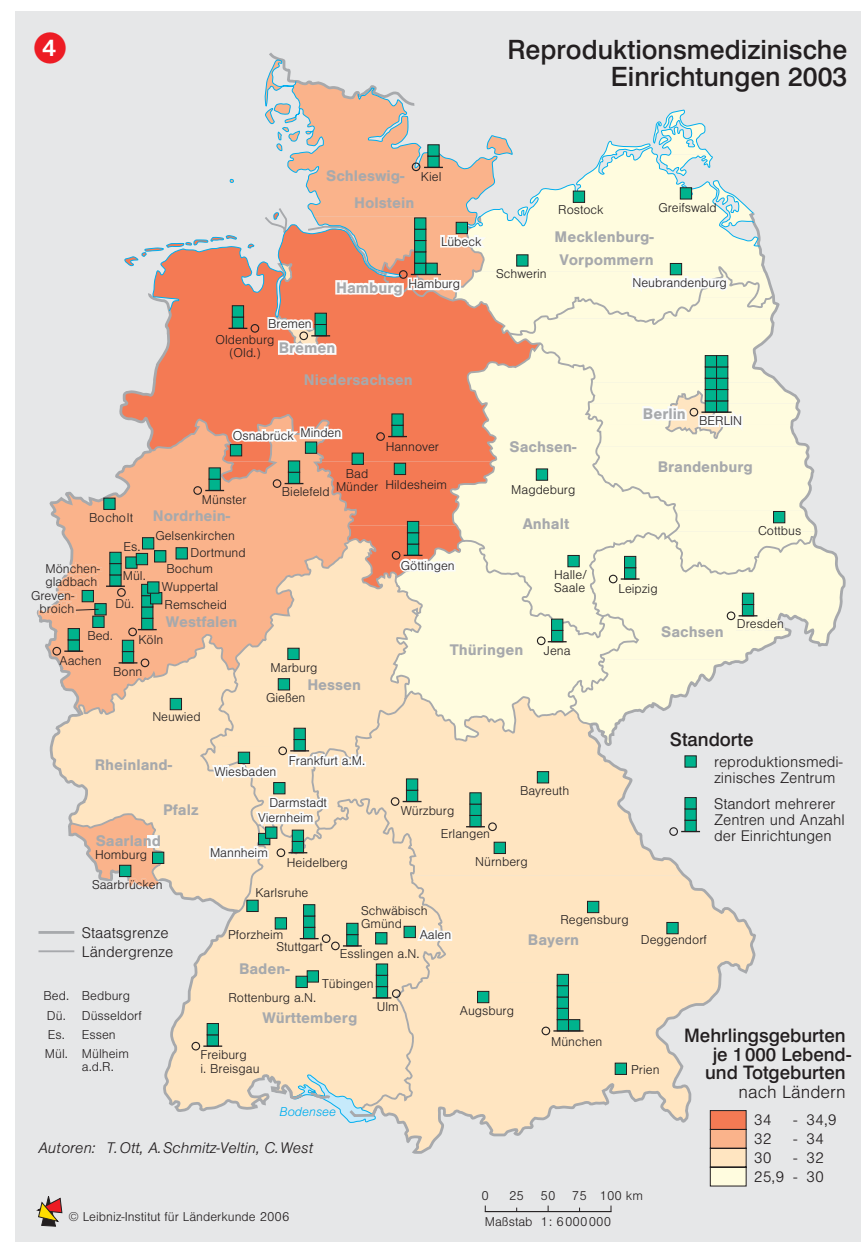 4
Reproduktionsmedizinische
Einrichtungen 2003
Kiel
Schleswig-
Holstein
Lübeck
Hamburg
Hamburg
Rostock
Greifswald
Mecklenburg-
Vorpommern
Schwerin
Neubrandenburg
Oldenburg
(Old.)
Bremen
Bremen
Niedersachsen
Berlin
BERLIN
Brandenburg
Osnabrück
Minden
Hannover
Bad
Münder
Hildesheim
Sachsen-
Anhalt
Magdeburg
Cottbus
Münster
Bielefeld
Bocholt
Nordrhein-
Westfalen
Göttingen
Gelsenkirchen
Es.
Dortmund
Bochum
Mül.
Mönchen-
gladbach
Dü.
Wuppertal
Greven-
broich
Remscheid
Bed.
Köln
Aachen
Bonn
Halle/
Saale
Leipzig
Dresden
Sachsen
Thüringen
Jena
Marburg
Gießen
Hessen
Neuwied
Frankfurt a.M.
Wiesbaden
Rheinland-
Pfalz
Darmstadt
Viernheim
Mannheim
Heidelberg
Saarland
Homburg
Saarbrücken
Würzburg
Bayreuth
Erlangen
Nürnberg
Standorte
reproduktionsmedi-
zinisches Zentrum
Standort mehrerer
Zentren und Anzahl
der Einrichtungen
Karlsruhe
Pforzheim
Stuttgart
Schwäbisch
Gmünd
Aalen
Esslingen a.N.
Baden-
Württemberg
Rottenburg a.N.
Tübingen
Ulm
Freiburg
i. Breisgau
Bodensee
Regensburg
Deggendorf
Bayern
Augsburg
München
Prien
Staatsgrenze
Ländergrenze
Bed. Bedburg
Dü. Düsseldorf
Es. Essen
Mül. Mülheim
a.d.R.
Mehrlingsgeburten
je 1000 Lebend-
und Totgeburten
nach Ländern
34 - 34,9
32 - 34
30 - 32
25,9 - 30
Autoren: T. Ott, A. Schmitz-Veltin, C. West
© Leibniz-Institut für Länderkunde 2006
0 25 50 75 100 km
Maßstab 1: 6000000